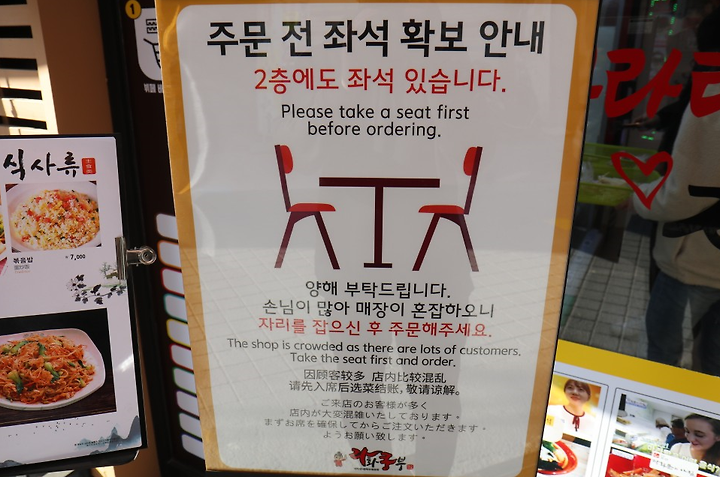 주문 전 좌석 확보 안내
2층에도 좌석 있습니다.
Please take a seat first
before ordering.
양해 부탁드립니다.
손님이 많아 매장이 혼잡하오니
자리를 잡으신 후 주문해주세요.
The shop is crowded as there are lots of customers.
Take the seat first and order.
因顾客较多 店内比较混乱
请先入席后选菜结账,敬请谅解。
ご来店のお客様が多く
店内が大変混雑いたしております。
まずお席を確保してからご注文いただきます
ようお願い致します。
식사류
볶음밥
₩ 7,000
1
라